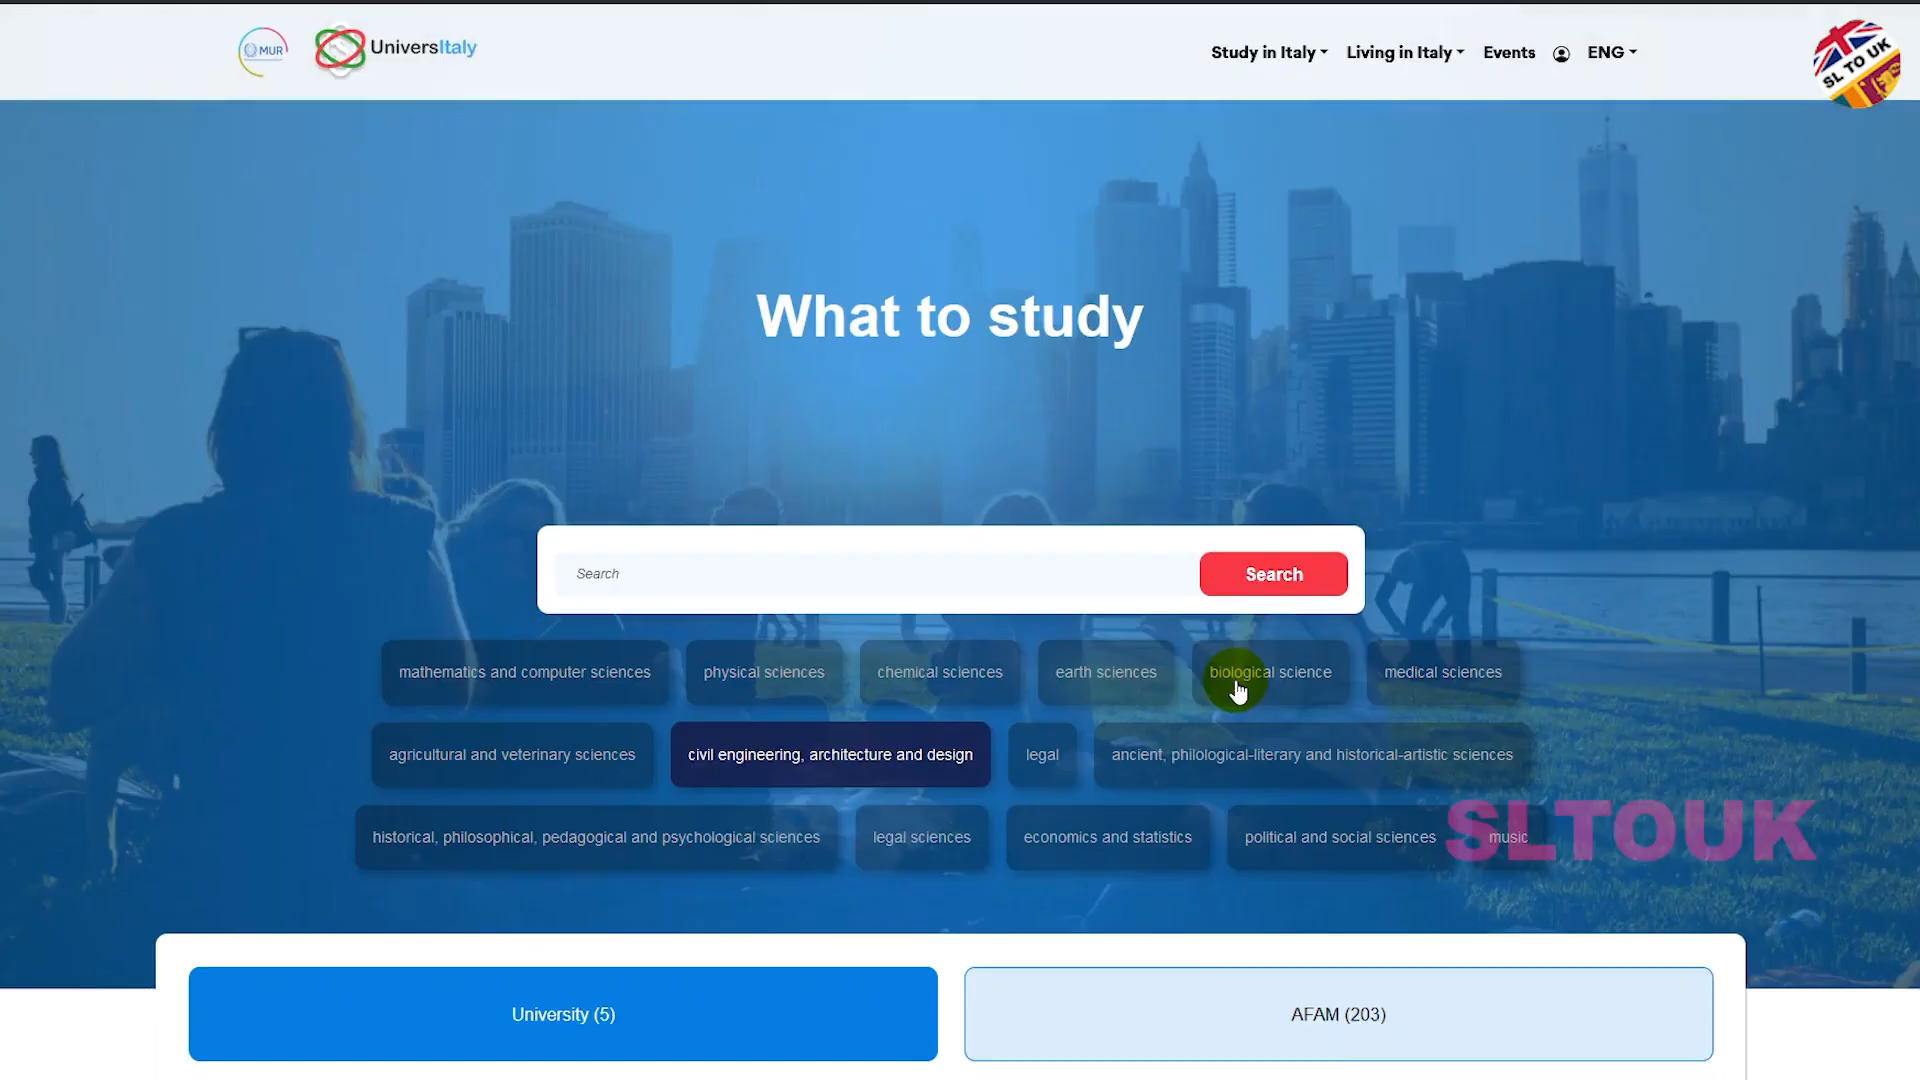 MUR
UniversItaly
Study in Italy
Living in Italy
Events
ENG
SL TO UK
What to study
Search
Search
mathematics and computer sciences
physical sciences
chemical sciences
earth sciences
biological science
medical sciences
agricultural and veterinary sciences
civil engineering, architecture and design
legal
ancient, philological-literary and historical-artistic sciences
historical, philosophical, pedagogical and psychological sciences
legal sciences
economics and statistics
political and social sciences
music
SLTOUK
University (5)
AFAM (203)